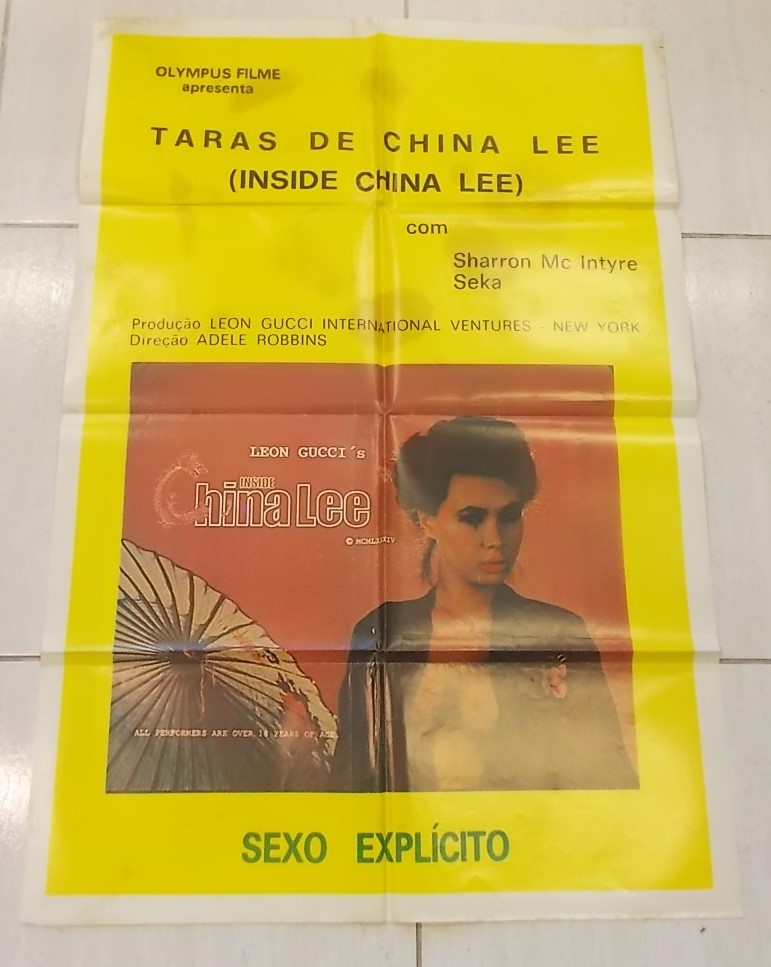 OLYMPUS FILME
apresenta
TARAS DE CHINA LEE
(INSIDE CHINA LEE)
com
Sharron Mc Intyre
Seka
Produção LEON GUCCI INTERNATIONAL VENTURES - NEW YORK
Direção ADELE ROBBINS
LEON GUCCI´s
INSIDE
China Lee
© MCMLXXXIV
ALL PERFORMERS ARE OVER 18 YEARS OF AGE.
SEXO EXPLÍCITO